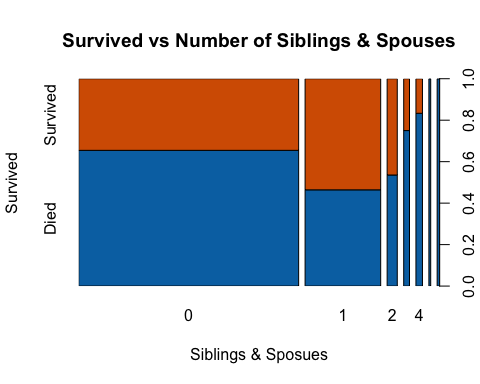 Survived vs Number of Siblings & Spouses
Survived
Survived
Died
0.0 0.2 0.4 0.6 0.8 1.0
0 1 2 4
Siblings & Sposues